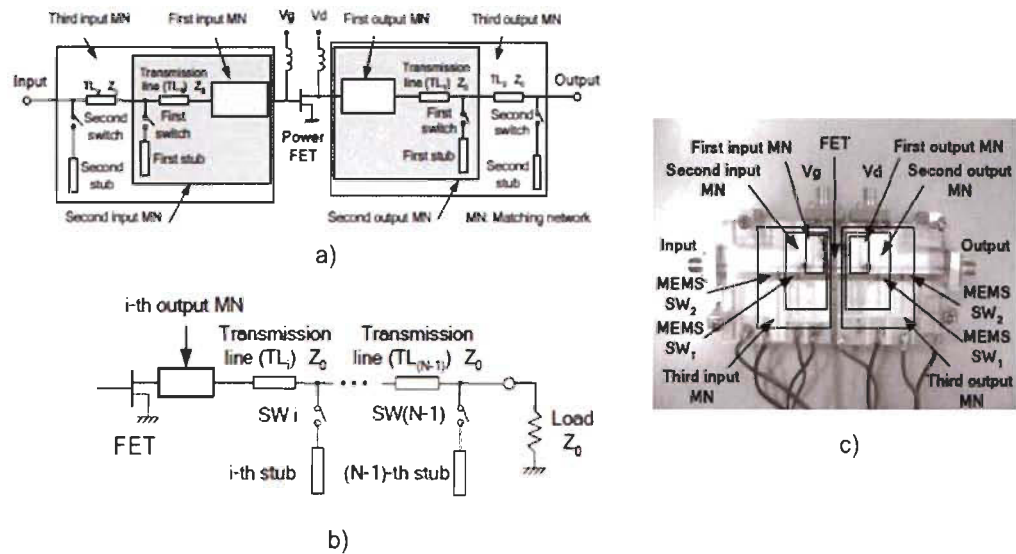 Third input MN
First input MN
Vg
Vd
First output MN
Third output MN
Input
Transmission
line (TL₁) Z₀
TL₂ Z₀
Second
switch
First
switch
Second
stub
First stub
Power
FET
Transmission
line (TL₁) Z₀
TL₂ Z₀
Output
First
switch
Second
switch
First stub
Second
stub
Second input MN
Second output MN
MN: Matching network
a)
i-th output MN
Transmission
line (TLᵢ) Z₀
Transmission
line (TL(N-1)) Z₀
SW i
SW(N-1)
FET
i-th stub
(N-1)-th stub
Load
Z₀
b)
FET
First input MN
First output MN
Second input
MN
Vg
Vd
Second output
MN
Input
Output
MEMS
SW₂
MEMS
SW₁
MEMS
SW₂
MEMS
SW₁
Third input
MN
Third output
MN
c)